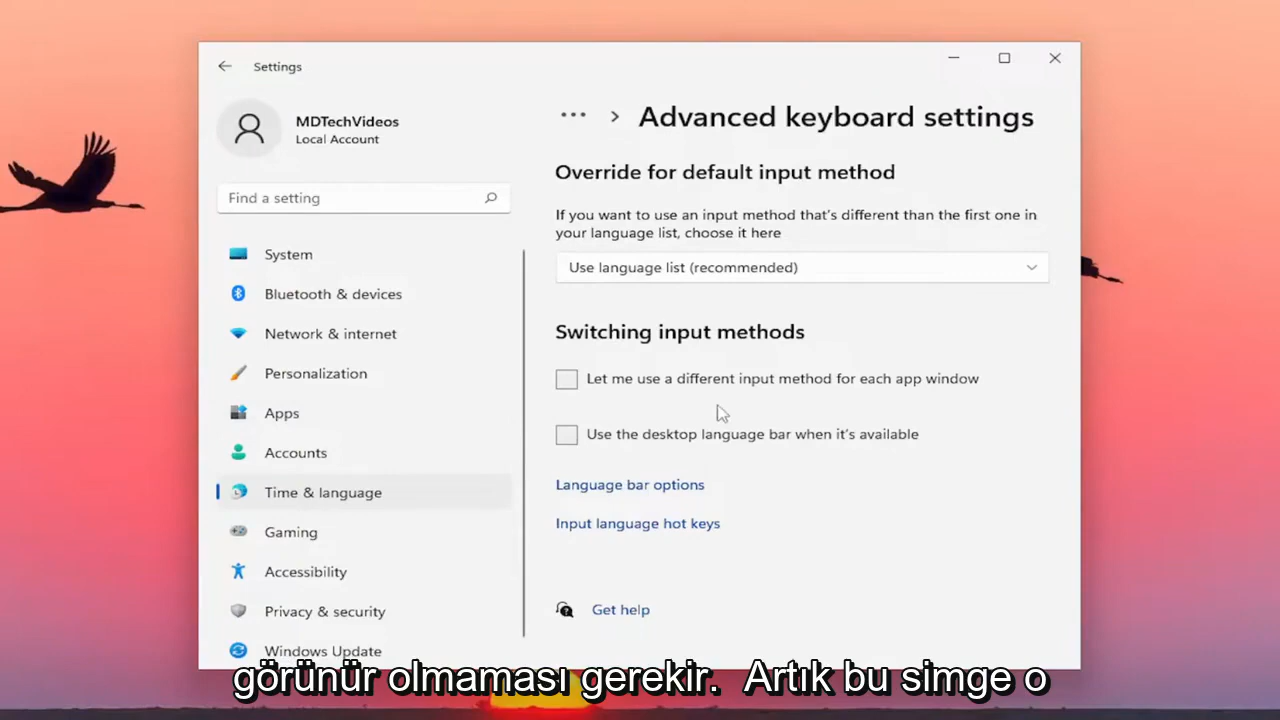 Settings
MDTechVideos
Local Account
Find a setting
System
Bluetooth & devices
Network & internet
Personalization
Apps
Accounts
Time & language
Gaming
Accessibility
Privacy & security
Windows Update
... > Advanced keyboard settings
Override for default input method
If you want to use an input method that's different than the first one in
your language list, choose it here
Use language list (recommended)
Switching input methods
Let me use a different input method for each app window
Use the desktop language bar when it's available
Language bar options
Input language hot keys
Get help
görünür olmaması gerekir.  Artık bu simge o